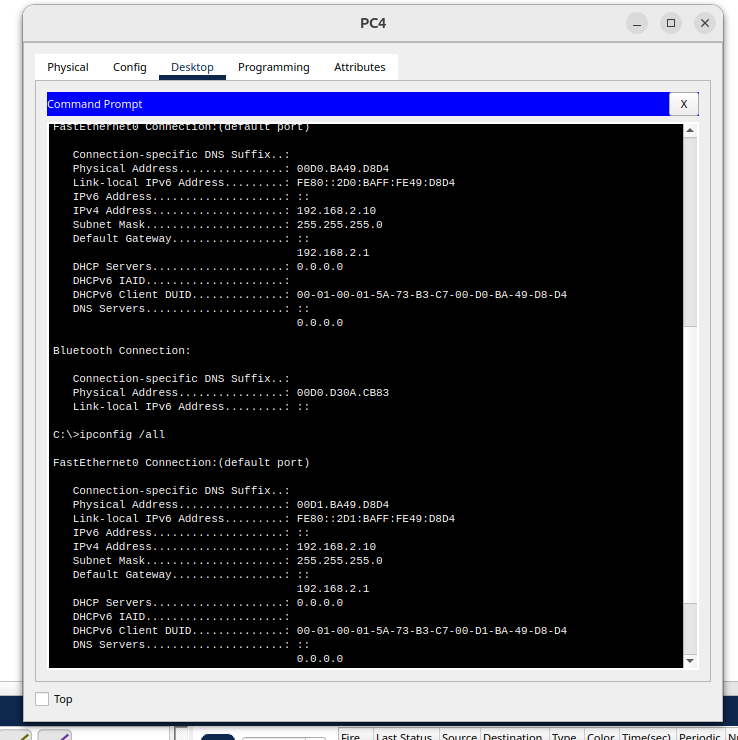 PC4
Physical Config Desktop Programming Attributes
Command Prompt X
FastEthernet0 Connection:(default port)
Connection-specific DNS Suffix..:
Physical Address................: 00D0.BA49.D8D4
Link-local IPv6 Address.........: FE80::2D0:BAFF:FE49:D8D4
IPv6 Address....................: ::
IPv4 Address....................: 192.168.2.10
Subnet Mask.....................: 255.255.255.0
Default Gateway.................: ::
192.168.2.1
DHCP Servers....................: 0.0.0.0
DHCPv6 IAID.....................:
DHCPv6 Client DUID..............: 00-01-00-01-5A-73-B3-C7-00-D0-BA-49-D8-D4
DNS Servers.....................: ::
0.0.0.0
Bluetooth Connection:
Connection-specific DNS Suffix..:
Physical Address................: 00D0.D30A.CB83
Link-local IPv6 Address.........: ::
C:\>ipconfig /all
FastEthernet0 Connection:(default port)
Connection-specific DNS Suffix..:
Physical Address................: 00D1.BA49.D8D4
Link-local IPv6 Address.........: FE80::2D1:BAFF:FE49:D8D4
IPv6 Address....................: ::
IPv4 Address....................: 192.168.2.10
Subnet Mask.....................: 255.255.255.0
Default Gateway.................: ::
192.168.2.1
DHCP Servers....................: 0.0.0.0
DHCPv6 IAID.....................:
DHCPv6 Client DUID..............: 00-01-00-01-5A-73-B3-C7-00-D1-BA-49-D8-D4
DNS Servers.....................: ::
0.0.0.0
Top
Fire Last Status Source Destination Type Color Time(sec) Periodic